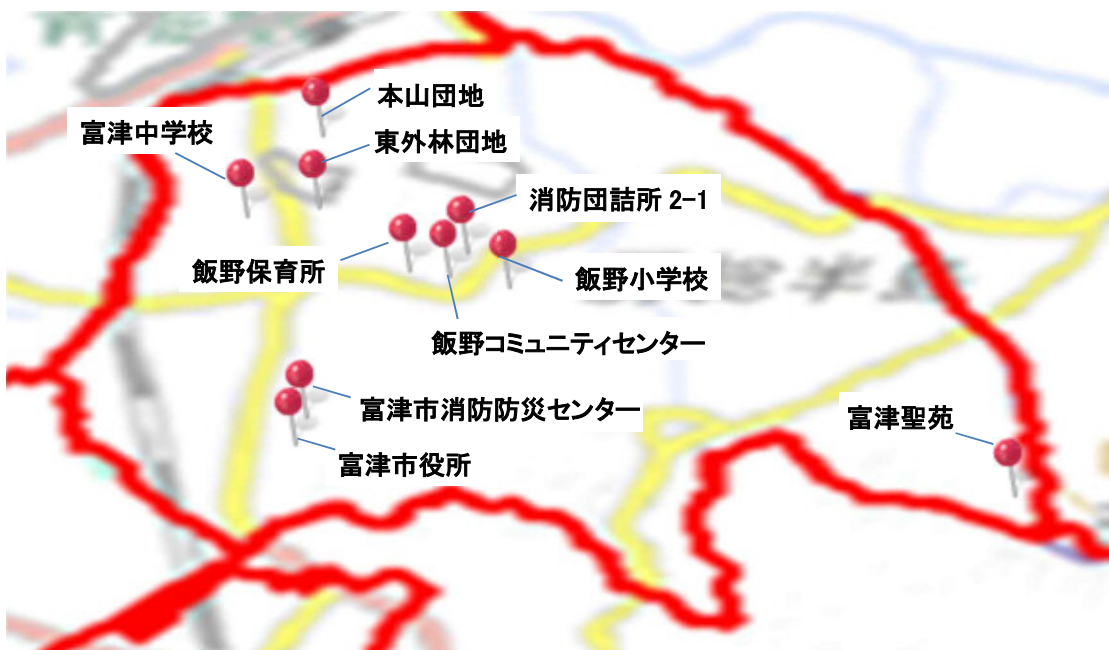 本山団地
富津中学校
東外林団地
消防団詰所 2-1
飯野保育所
飯野小学校
飯野コミュニティセンター
富津市消防防災センター
富津聖苑
富津市役所